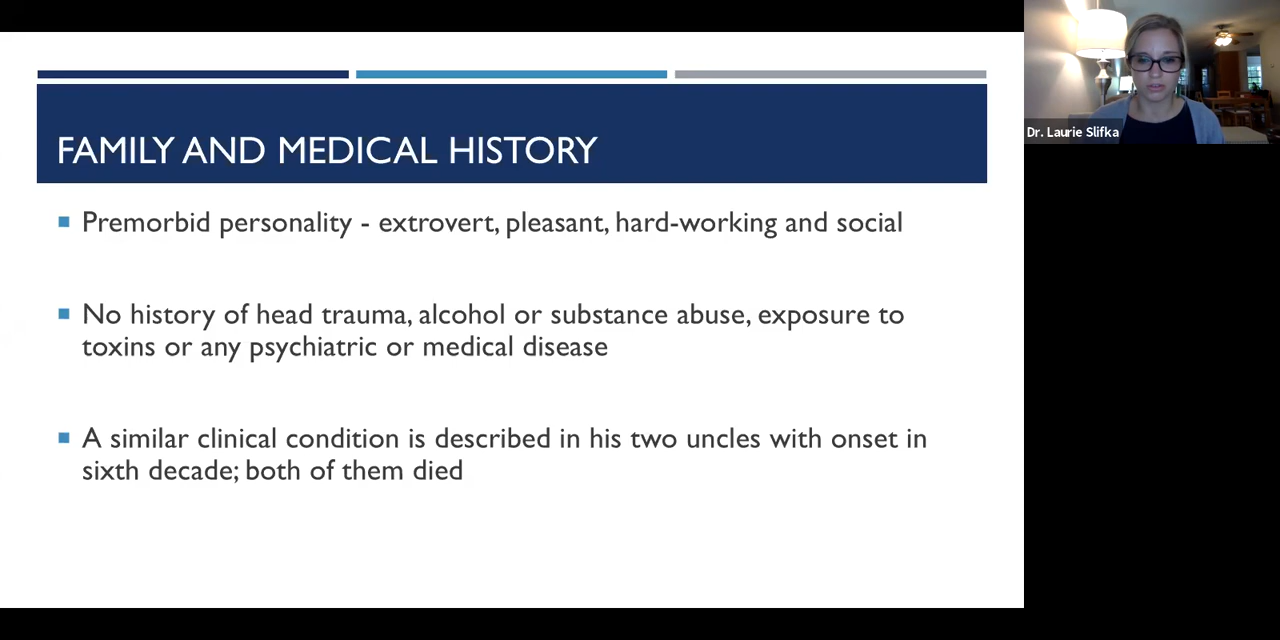 FAMILY AND MEDICAL HISTORY
Premorbid personality - extrovert, pleasant, hard-working and social
No history of head trauma, alcohol or substance abuse, exposure to
toxins or any psychiatric or medical disease
A similar clinical condition is described in his two uncles with onset in
sixth decade; both of them died
Dr. Laurie Slifka